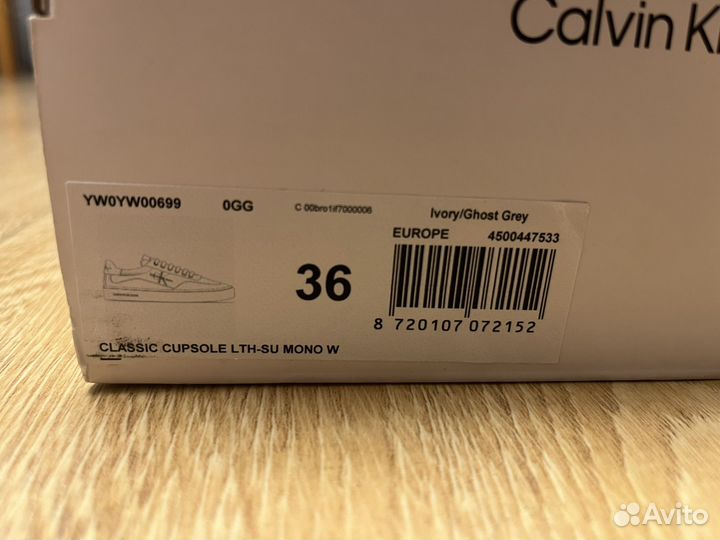 Calvin Kl
YW0YW00699 0GG C 00bro1if7000006 Ivory/Ghost Grey
EUROPE 4500447533
36
8 720107 072152
CLASSIC CUPSOLE LTH-SU MONO W
Avito